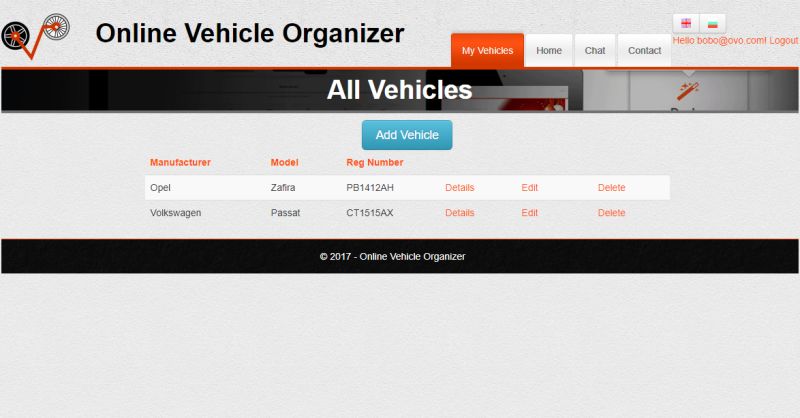 Online Vehicle Organizer
My Vehicles
Home
Chat
Contact
Hello bobo@ovo.com! Logout
All Vehicles
Add Vehicle
Manufacturer Model Reg Number
Opel Zafira PB1412AH Details Edit Delete
Volkswagen Passat CT1515AX Details Edit Delete
© 2017 - Online Vehicle Organizer